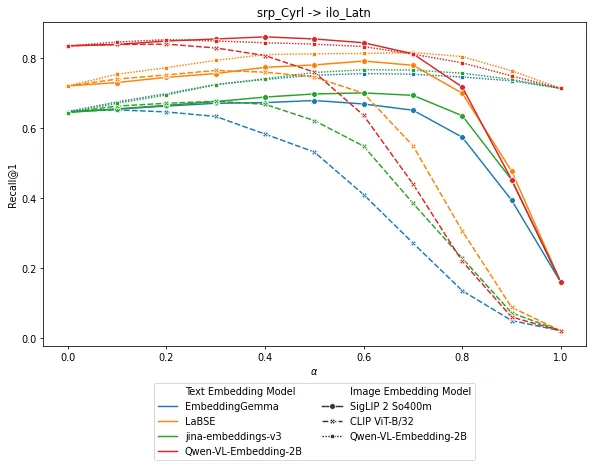 srp_Cyrl -> ilo_Latn
Recall@1
0.8
0.6
0.4
0.2
0.0
0.0 0.2 0.4 0.6 0.8 1.0
α
Text Embedding Model
EmbeddingGemma
LaBSE
jina-embeddings-v3
Qwen-VL-Embedding-2B
Image Embedding Model
SigLIP 2 So400m
CLIP ViT-B/32
Qwen-VL-Embedding-2B